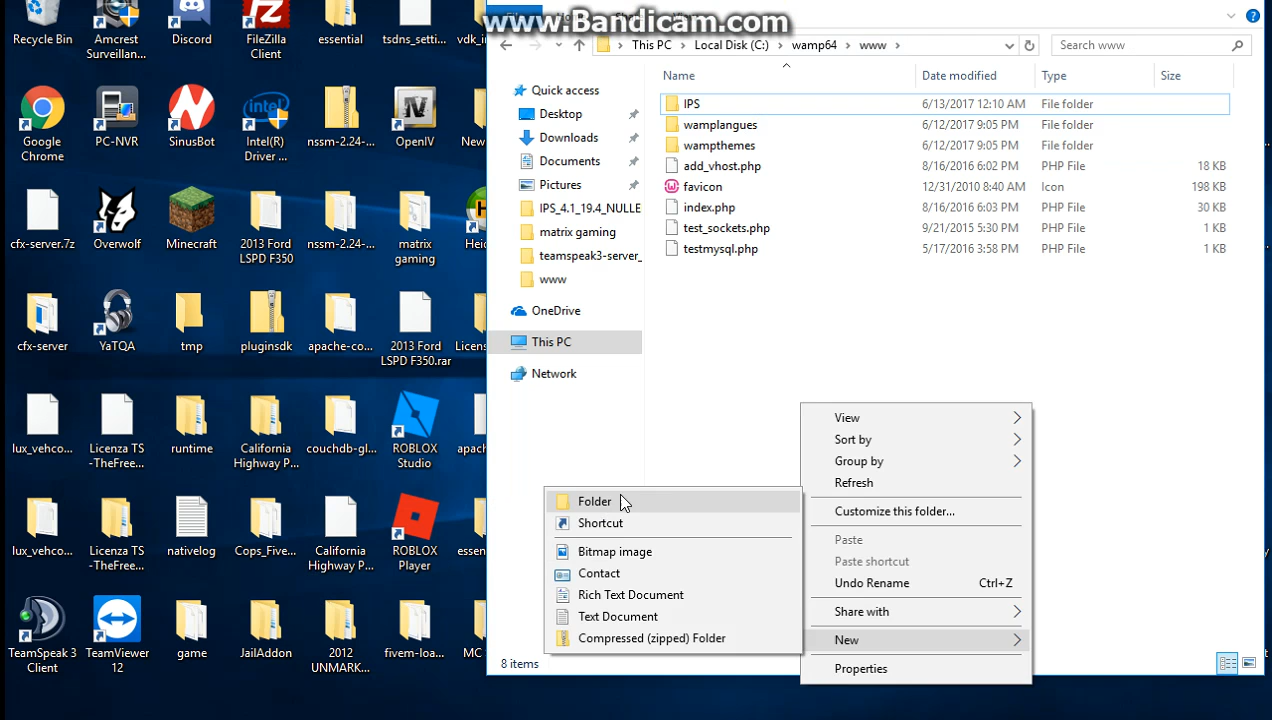 www.Bandicam.com
Recycle Bin
Amcrest Surveillan...
Discord
FileZilla Client
essential
tsdns_setti...
vdk_in
Google Chrome
PC-NVR
SinusBot
Intel(R) Driver ...
nssm-2.24-...
OpenIV
New
cfx-server.7z
Overwolf
Minecraft
2013 Ford LSPD F350
nssm-2.24-...
matrix gaming
Heid
cfx-server
YaTQA
tmp
pluginsdk
apache-co...
2013 Ford LSPD F350.rar
Licens
lux_vehco...
Licenza TS -TheFree...
runtime
California Highway P...
couchdb-gl...
ROBLOX Studio
apach
lux_vehco...
Licenza TS -TheFree...
nativelog
Cops_Five...
California Highway P...
ROBLOX Player
essen
TeamSpeak 3 Client
TeamViewer 12
game
JailAddon
2012 UNMARK...
fivem-loa...
MC S
This PC
Local Disk (C:)
wamp64
www
Search www
Quick access
Desktop
Downloads
Documents
Pictures
IPS_4.1_19.4_NULLE
matrix gaming
teamspeak3-server_
www
OneDrive
This PC
Network
Name Date modified Type Size
IPS 6/13/2017 12:10 AM File folder
wamplangues 6/12/2017 9:05 PM File folder
wampthemes 6/12/2017 9:05 PM File folder
add_vhost.php 8/16/2016 6:02 PM PHP File 18 KB
favicon 12/31/2010 8:40 AM Icon 198 KB
index.php 8/16/2016 6:03 PM PHP File 30 KB
test_sockets.php 9/21/2015 5:30 PM PHP File 1 KB
testmysql.php 5/17/2016 3:58 PM PHP File 1 KB
View
Sort by
Group by
Refresh
Customize this folder...
Paste
Paste shortcut
Undo Rename Ctrl+Z
Share with
New
Properties
Folder
Shortcut
Bitmap image
Contact
Rich Text Document
Text Document
Compressed (zipped) Folder
8 items